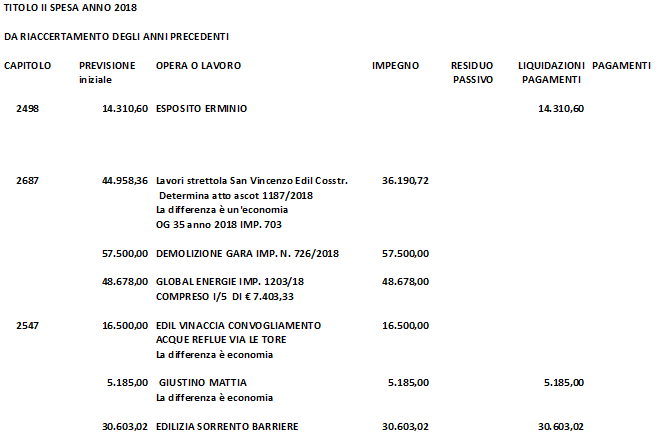 TITOLO II SPESA ANNO 2018
DA RIACCERTAMENTO DEGLI ANNI PRECEDENTI
CAPITOLO PREVISIONE OPERA O LAVORO IMPEGNO RESIDUO LIQUIDAZIONI PAGAMENTI
iniziale PASSIVO PAGAMENTI
2498 14.310,60 ESPOSITO ERMINIO 14.310,60
2687 44.958,36 Lavori strettola San Vincenzo Edil Cosstr. 36.190,72
Determina atto ascot 1187/2018
La differenza è un'economia
OG 35 anno 2018 IMP. 703
57.500,00 DEMOLIZIONE GARA IMP. N. 726/2018 57.500,00
48.678,00 GLOBAL ENERGIE IMP. 1203/18 48.678,00
COMPRESO I/5 DI € 7.403,33
2547 16.500,00 EDIL VINACCIA CONVOGLIAMENTO 16.500,00
ACQUE REFLUE VIA LE TORE
La differenza è economia
5.185,00 GIUSTINO MATTIA 5.185,00 5.185,00
La differenza è economia
30.603,02 EDILIZIA SORRENTO BARRIERE 30.603,02 30.603,02